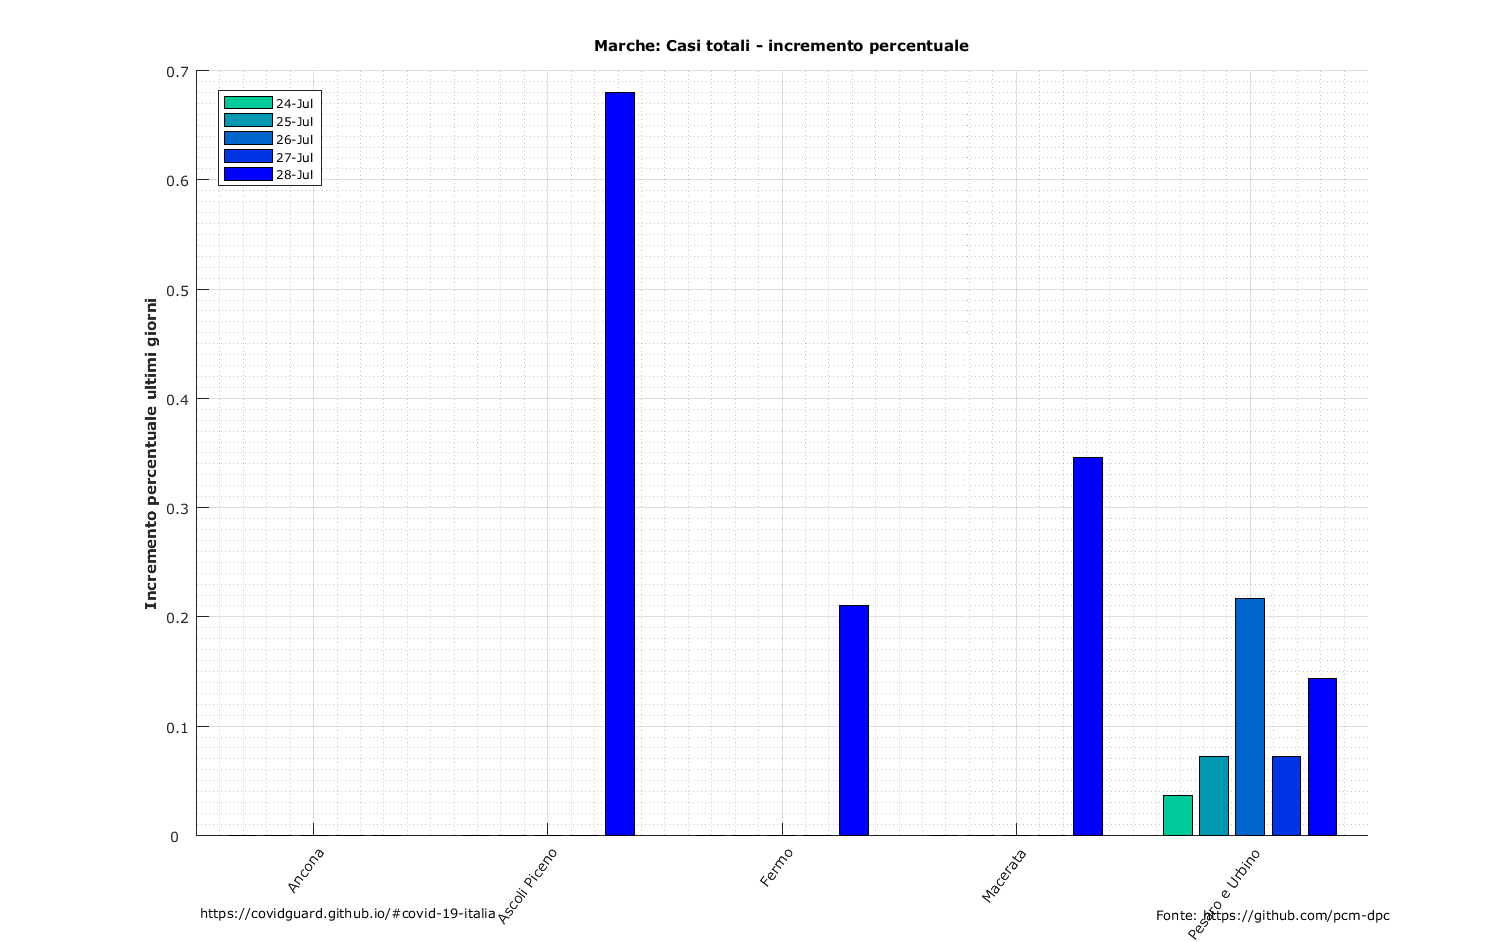 Marche: Casi totali - incremento percentuale
Incremento percentuale ultimi giorni
0.7
0.6
0.5
0.4
0.3
0.2
0.1
0
24-Jul
25-Jul
26-Jul
27-Jul
28-Jul
Ancona
Ascoli Piceno
Fermo
Macerata
Pesaro e Urbino
https://covidguard.github.io/#covid-19-italia
Fonte: https://github.com/pcm-dpc